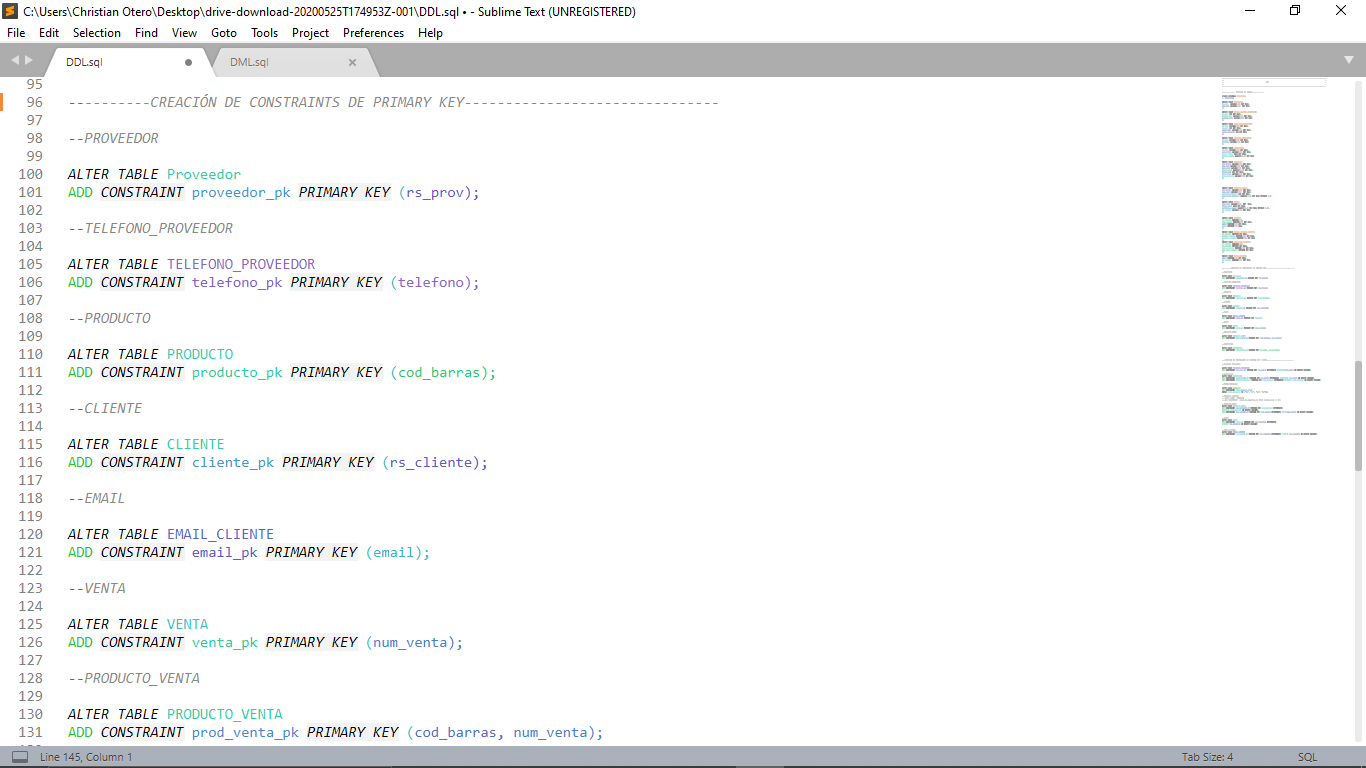 C:\Users\Christian Otero\Desktop\drive-download-20200525T174953Z-001\DDL.sql • - Sublime Text (UNREGISTERED)
File Edit Selection Find View Goto Tools Project Preferences Help
DDL.sql DML.sql
95
96 ----------CREACIÓN DE CONSTRAINTS DE PRIMARY KEY-------------------------------
97
98 --PROVEEDOR
99
100 ALTER TABLE Proveedor
101 ADD CONSTRAINT proveedor_pk PRIMARY KEY (rs_prov);
102
103 --TELEFONO_PROVEEDOR
104
105 ALTER TABLE TELEFONO_PROVEEDOR
106 ADD CONSTRAINT telefono_pk PRIMARY KEY (telefono);
107
108 --PRODUCTO
109
110 ALTER TABLE PRODUCTO
111 ADD CONSTRAINT producto_pk PRIMARY KEY (cod_barras);
112
113 --CLIENTE
114
115 ALTER TABLE CLIENTE
116 ADD CONSTRAINT cliente_pk PRIMARY KEY (rs_cliente);
117
118 --EMAIL
119
120 ALTER TABLE EMAIL_CLIENTE
121 ADD CONSTRAINT email_pk PRIMARY KEY (email);
122
123 --VENTA
124
125 ALTER TABLE VENTA
126 ADD CONSTRAINT venta_pk PRIMARY KEY (num_venta);
127
128 --PRODUCTO_VENTA
129
130 ALTER TABLE PRODUCTO_VENTA
131 ADD CONSTRAINT prod_venta_pk PRIMARY KEY (cod_barras, num_venta);
Line 145, Column 1 Tab Size: 4 SQL